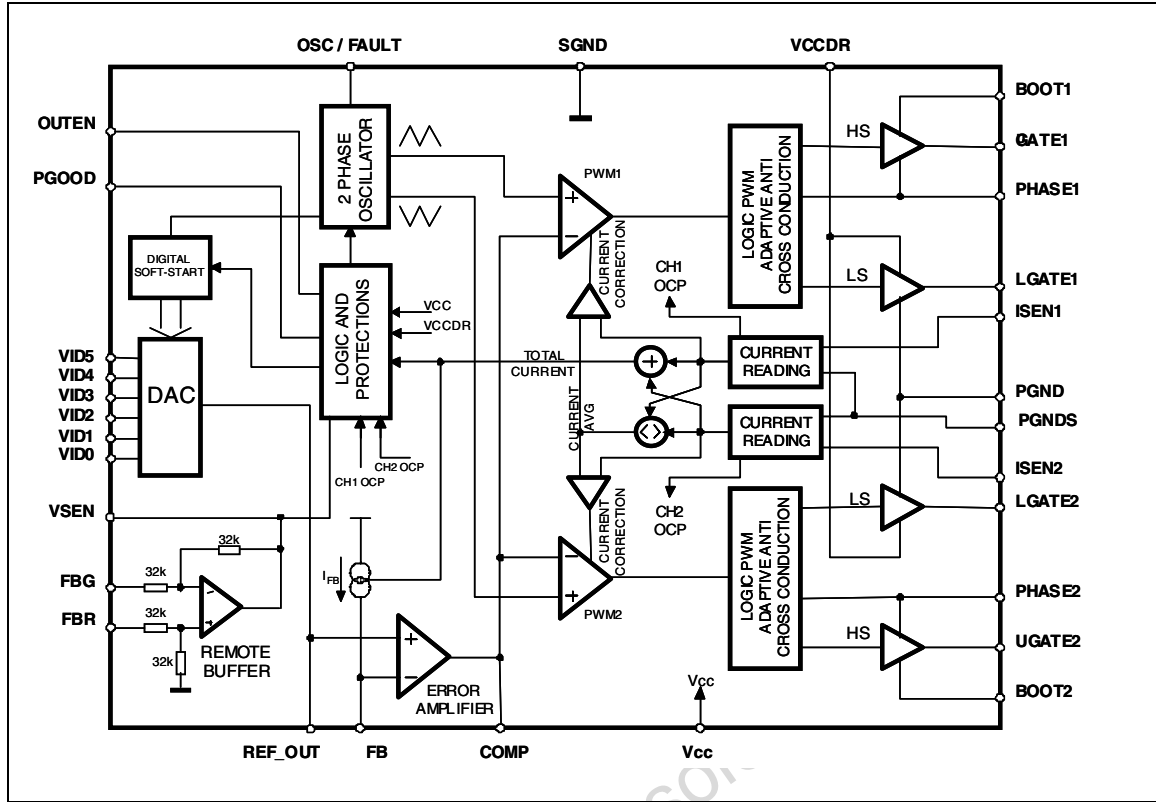 OSC / FAULT
SGND
VCCDR
BOOT1
OUTEN
HS
2 PHASE
OSCILLATOR
LOGIC PWM
ADAPTIVE ANTI
CROSS CONDUCTION
PWM1
PGOOD
PHASE1
+
−
DIGITAL
SOFT-START
CURRENT
CORRECTION
CH1
OCP
LS
LGATE1
LOGIC AND
PROTECTIONS
VCC
VCCDR
ISEN1
VID5
VID4
VID3
VID2
VID1
VID0
DAC
TOTAL
CURRENT
+
CURRENT
READING
PGND
CURRENT
AVG
<>
CURRENT
READING
PGNDS
CH1 OCP
CH2 OCP
ISEN2
CH2
OCP
LS
LGATE2
VSEN
32k
CURRENT
CORRECTION
LOGIC PWM
ADAPTIVE ANTI
CROSS CONDUCTION
−
+
PWM2
FBG
32k
-
IFB
FBR
32k
+
PHASE2
32k
REMOTE
BUFFER
+
−
ERROR
AMPLIFIER
HS
UGATE2
Vcc
BOOT2
REF_OUT
FB
COMP
Vcc